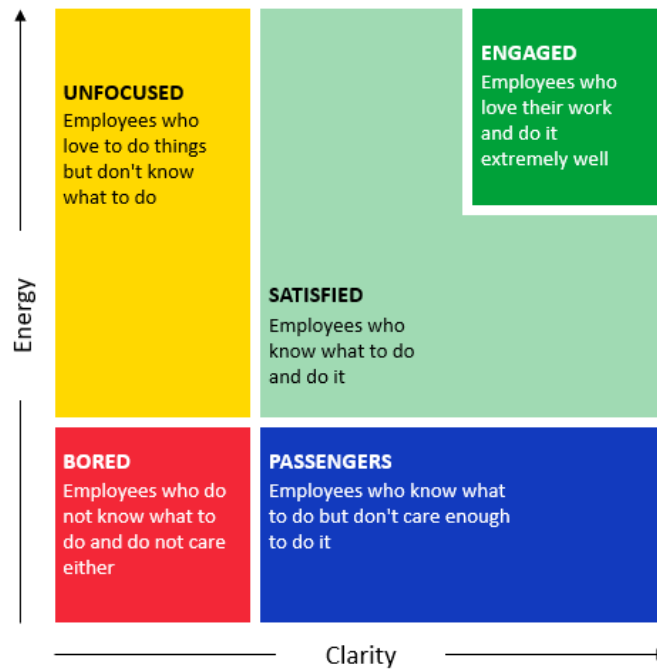 ENGAGED
Employees who
love their work
and do it
extremely well
UNFOCUSED
Employees who
love to do things
but don't know
what to do
Energy
SATISFIED
Employees who
know what to do
and do it
BORED
Employees who do
not know what to
do and do not care
either
PASSENGERS
Employees who know what
to do but don't care enough
to do it
Clarity